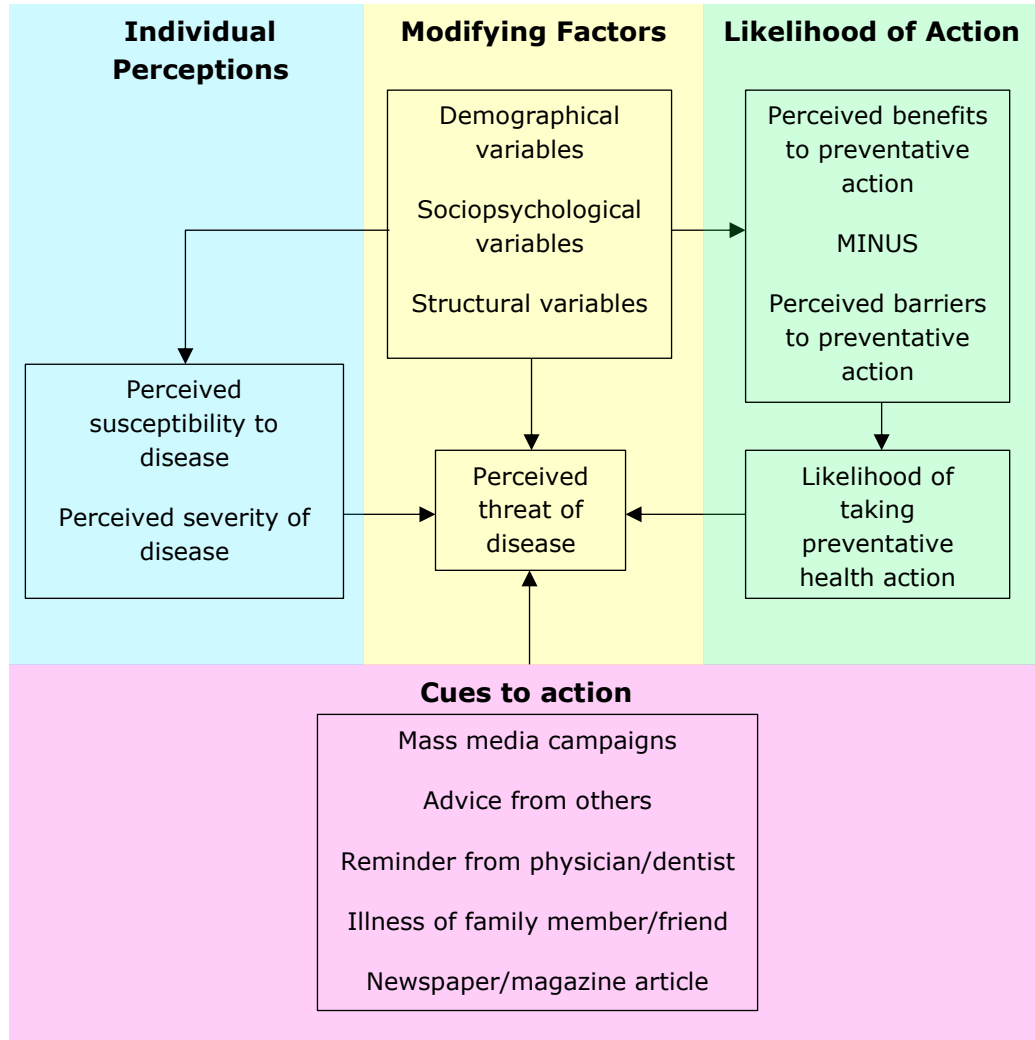 Individual
Perceptions
Modifying Factors
Likelihood of Action
Demographical
variables
Sociopsychological
variables
Structural variables
Perceived benefits
to preventative
action
MINUS
Perceived barriers
to preventative
action
Perceived
susceptibility to
disease
Perceived severity of
disease
Perceived
threat of
disease
Likelihood of
taking
preventative
health action
Cues to action
Mass media campaigns
Advice from others
Reminder from physician/dentist
Illness of family member/friend
Newspaper/magazine article